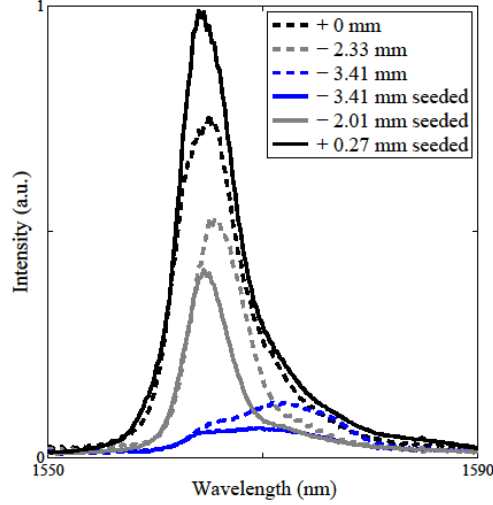 1
+ 0 mm
− 2.33 mm
− 3.41 mm
− 3.41 mm seeded
− 2.01 mm seeded
+ 0.27 mm seeded
Intensity (a.u.)
0
1550
1590
Wavelength (nm)